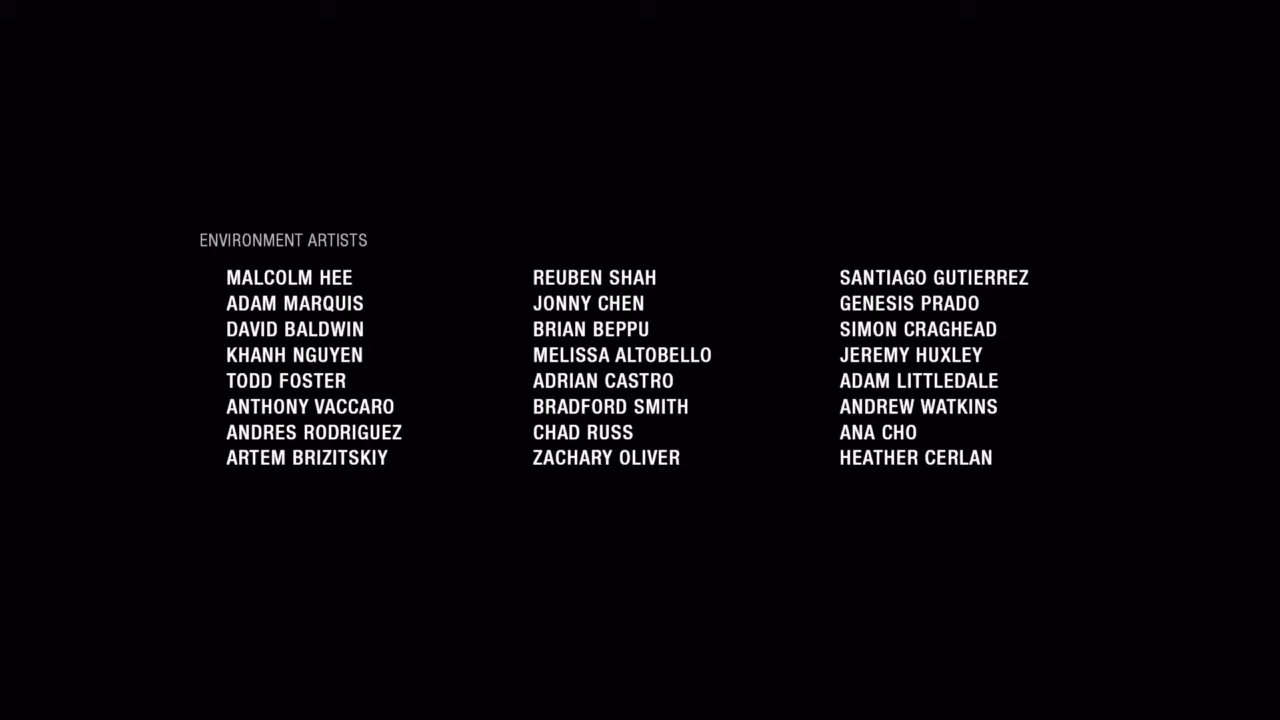 ENVIRONMENT ARTISTS
MALCOLM HEE
ADAM MARQUIS
DAVID BALDWIN
KHANH NGUYEN
TODD FOSTER
ANTHONY VACCARO
ANDRES RODRIGUEZ
ARTEM BRIZITSKIY
REUBEN SHAH
JONNY CHEN
BRIAN BEPPU
MELISSA ALTOBELLO
ADRIAN CASTRO
BRADFORD SMITH
CHAD RUSS
ZACHARY OLIVER
SANTIAGO GUTIERREZ
GENESIS PRADO
SIMON CRAGHEAD
JEREMY HUXLEY
ADAM LITTLEDALE
ANDREW WATKINS
ANA CHO
HEATHER CERLAN